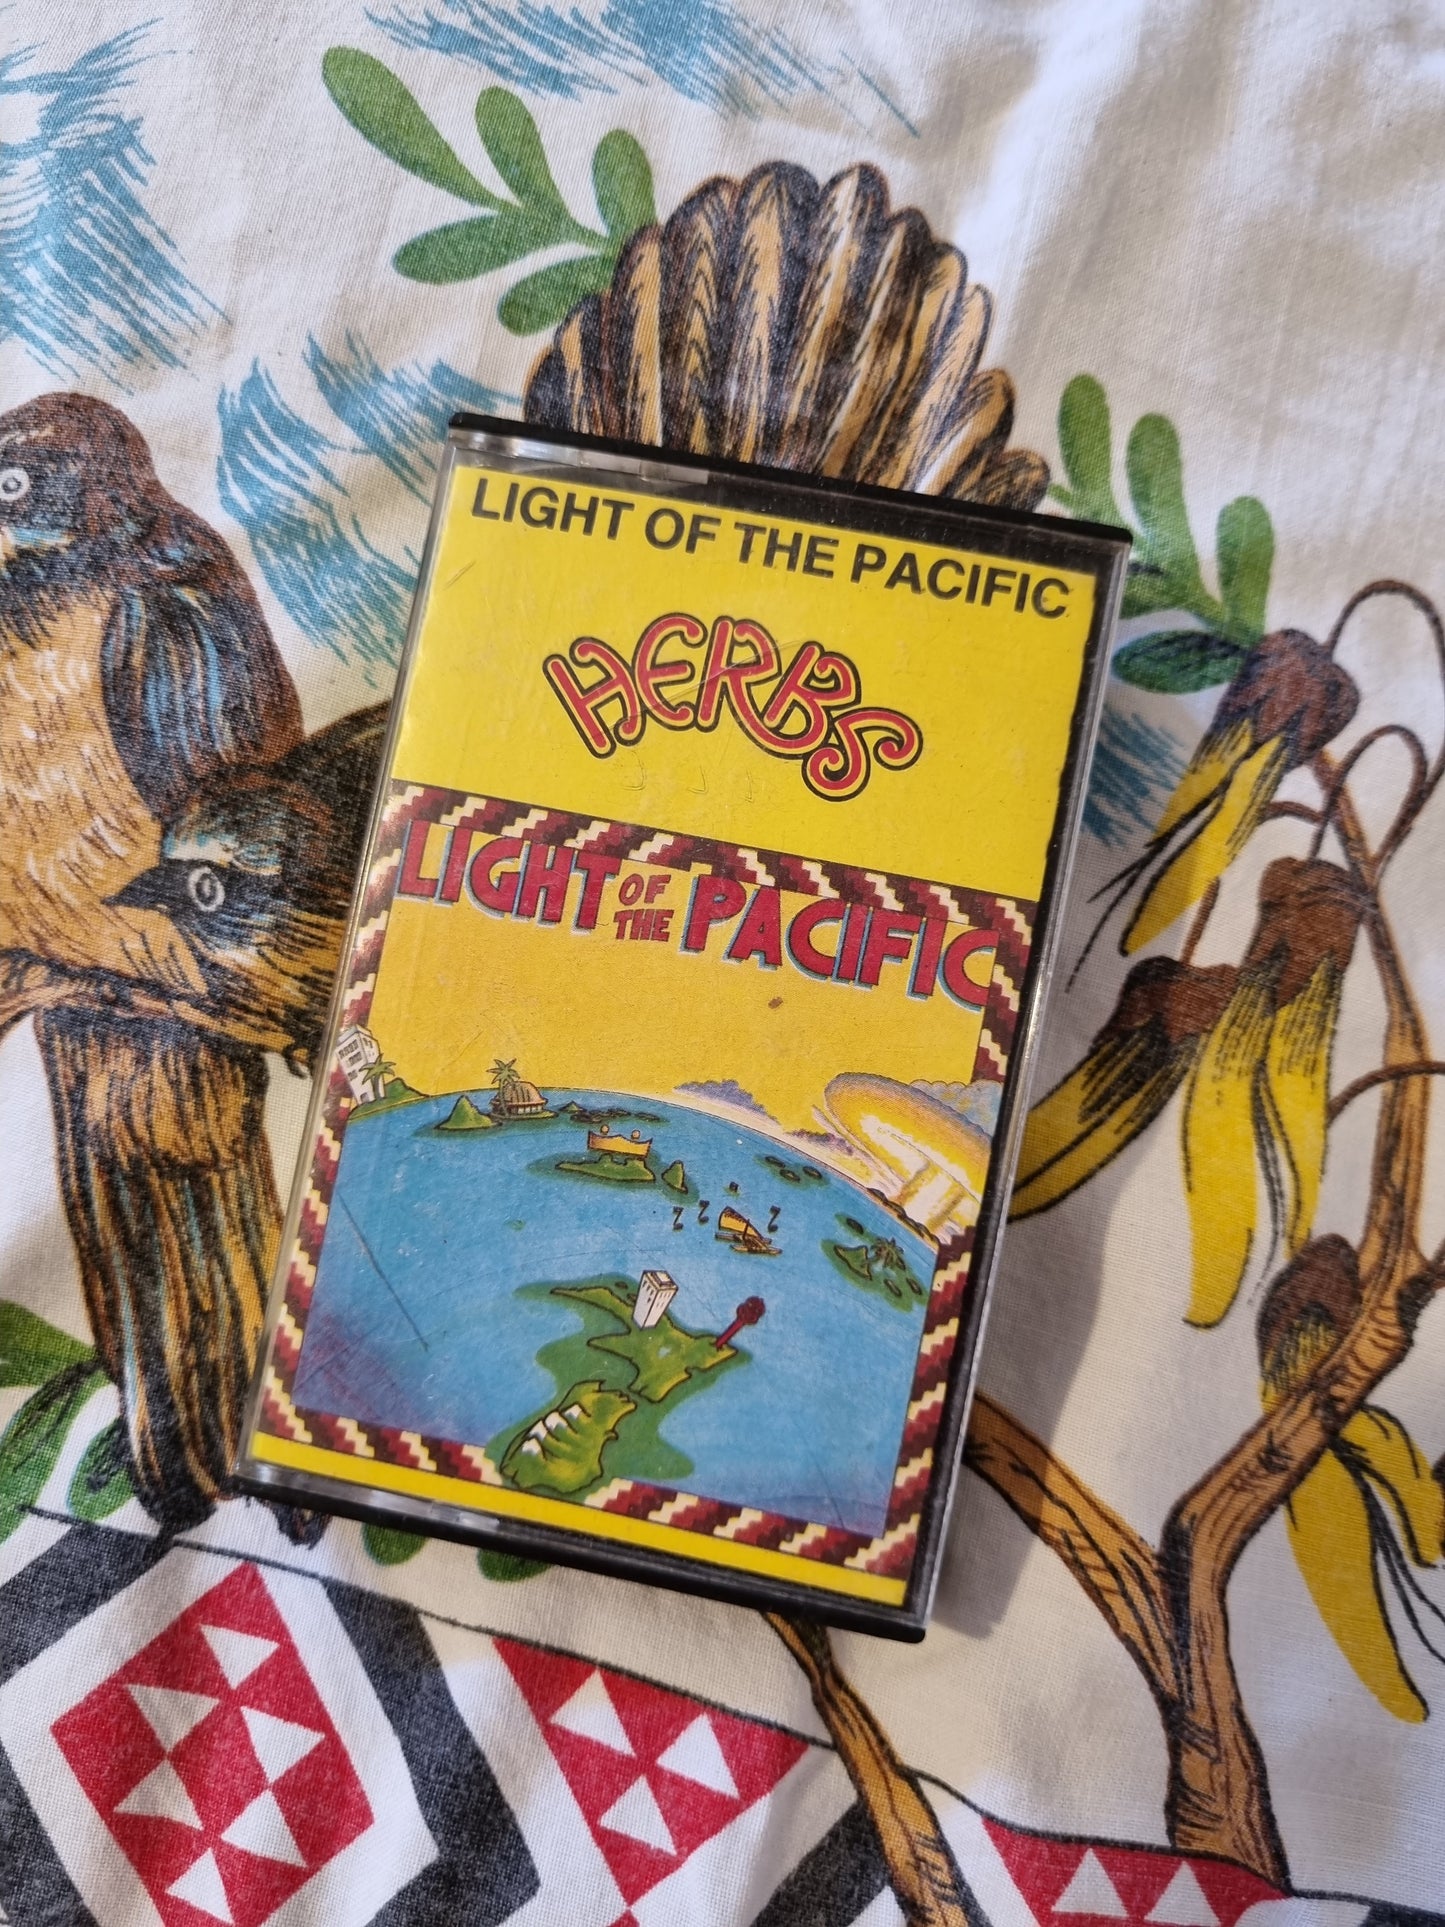 LIGHT OF THE PACIFIC
HERBS
LIGHT OF THE PACIFIC
Z Z Z